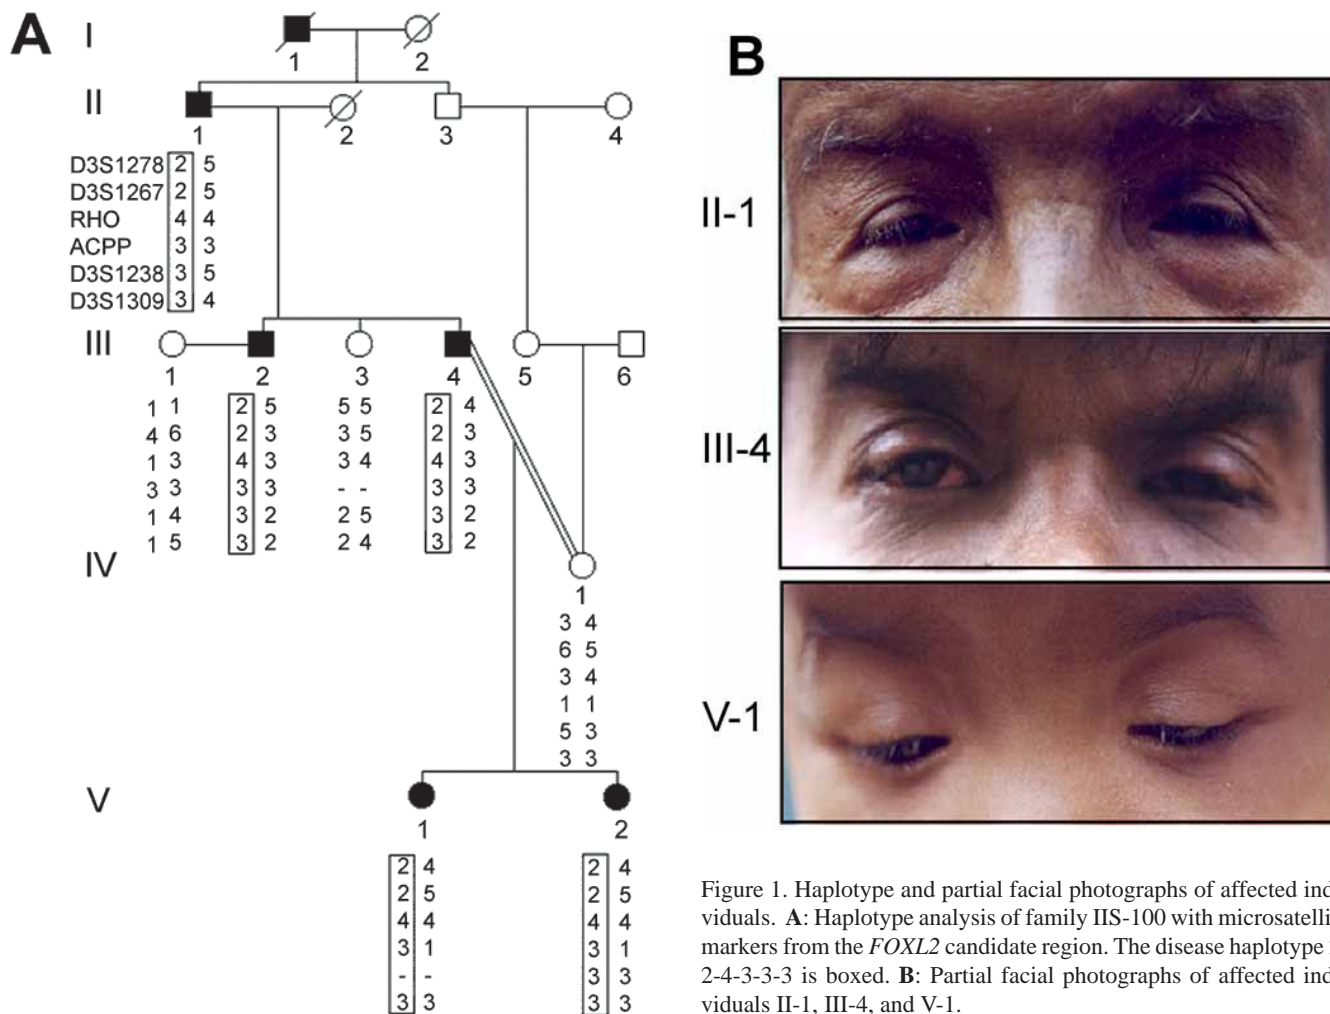 A
I
1 2
II
1 2 3 4
D3S1278 2 5
D3S1267 2 5
RHO 4 4
ACPP 3 3
D3S1238 3 5
D3S1309 3 4
III
1 2 3 4 5 6
1 1 2 5 5 5 2 4
4 6 2 3 3 5 2 3
1 3 4 3 3 4 4 3
3 3 3 3 - - 3 3
1 4 3 2 2 5 3 2
1 5 3 2 2 4 3 2
IV
1
3 4
6 5
3 4
1 1
5 3
3 3
V
1 2
2 4 2 4
2 5 2 5
4 4 4 4
3 1 3 1
- - 3 3
3 3 3 3
B
II-1
III-4
V-1
Figure 1. Haplotype and partial facial photographs of affected ind
viduals. A: Haplotype analysis of family IIS-100 with microsatelli
markers from the FOXL2 candidate region. The disease haplotype
2-4-3-3-3 is boxed. B: Partial facial photographs of affected ind
viduals II-1, III-4, and V-1.